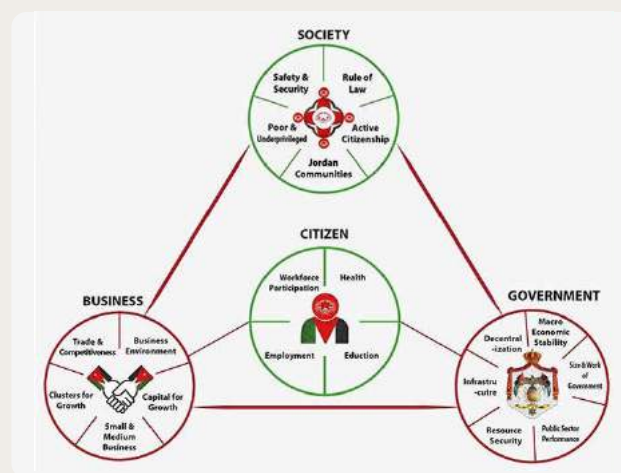 SOCIETY
Safety &
Security
Rule of
Law
Poor &
Underprivileged
Active
Citizenship
Jordan
Communities
CITIZEN
Workforce
Participation
Health
Employment
Eduction
BUSINESS
Trade &
Competitiveness
Business
Environment
Clusters for
Growth
Capital for
Growth
Small &
Medium
Business
GOVERNMENT
Macro
Economic
Stability
Decentral
-ization
Size & Work
of
Government
Infrastru
-cutre
Resource
Security
Public Sector
Performance